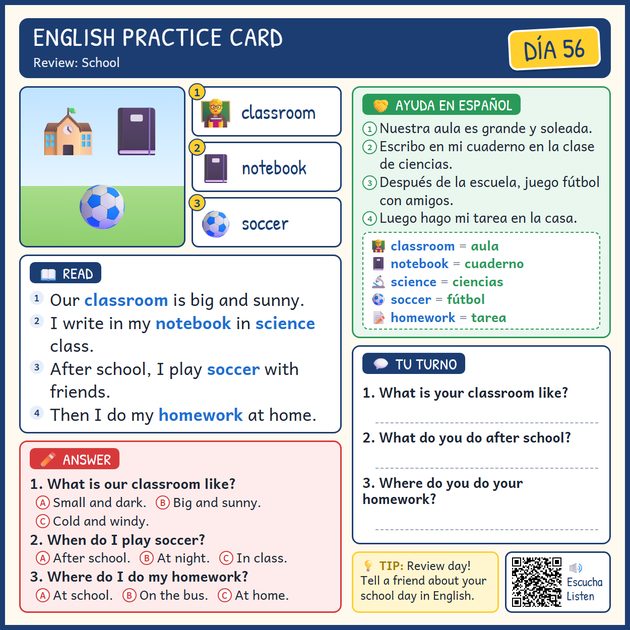 ENGLISH PRACTICE CARD
Review: School
DÍA 56
1
classroom
2
notebook
3
soccer
READ
1 Our classroom is big and sunny.
2 I write in my notebook in science
class.
3 After school, I play soccer with
friends.
4 Then I do my homework at home.
ANSWER
1. What is our classroom like?
A Small and dark. B Big and sunny.
C Cold and windy.
2. When do I play soccer?
A After school. B At night. C In class.
3. Where do I do my homework?
A At school. B On the bus. C At home.
AYUDA EN ESPAÑOL
1 Nuestra aula es grande y soleada.
2 Escribo en mi cuaderno en la clase
de ciencias.
3 Después de la escuela, juego fútbol
con amigos.
4 Luego hago mi tarea en la casa.
classroom = aula
notebook = cuaderno
science = ciencias
soccer = fútbol
homework = tarea
TU TURNO
1. What is your classroom like?
2. What do you do after school?
3. Where do you do your
homework?
TIP: Review day!
Tell a friend about your
school day in English.
Escucha
Listen